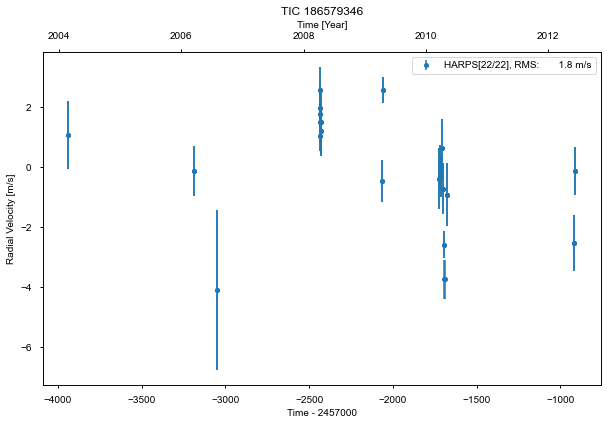 TIC 186579346
Time [Year]
2004 2006 2008 2010 2012
HARPS[22/22], RMS: 1.8 m/s
Radial Velocity [m/s]
2
0
−2
−4
−6
−4000 −3500 −3000 −2500 −2000 −1500 −1000
Time - 2457000